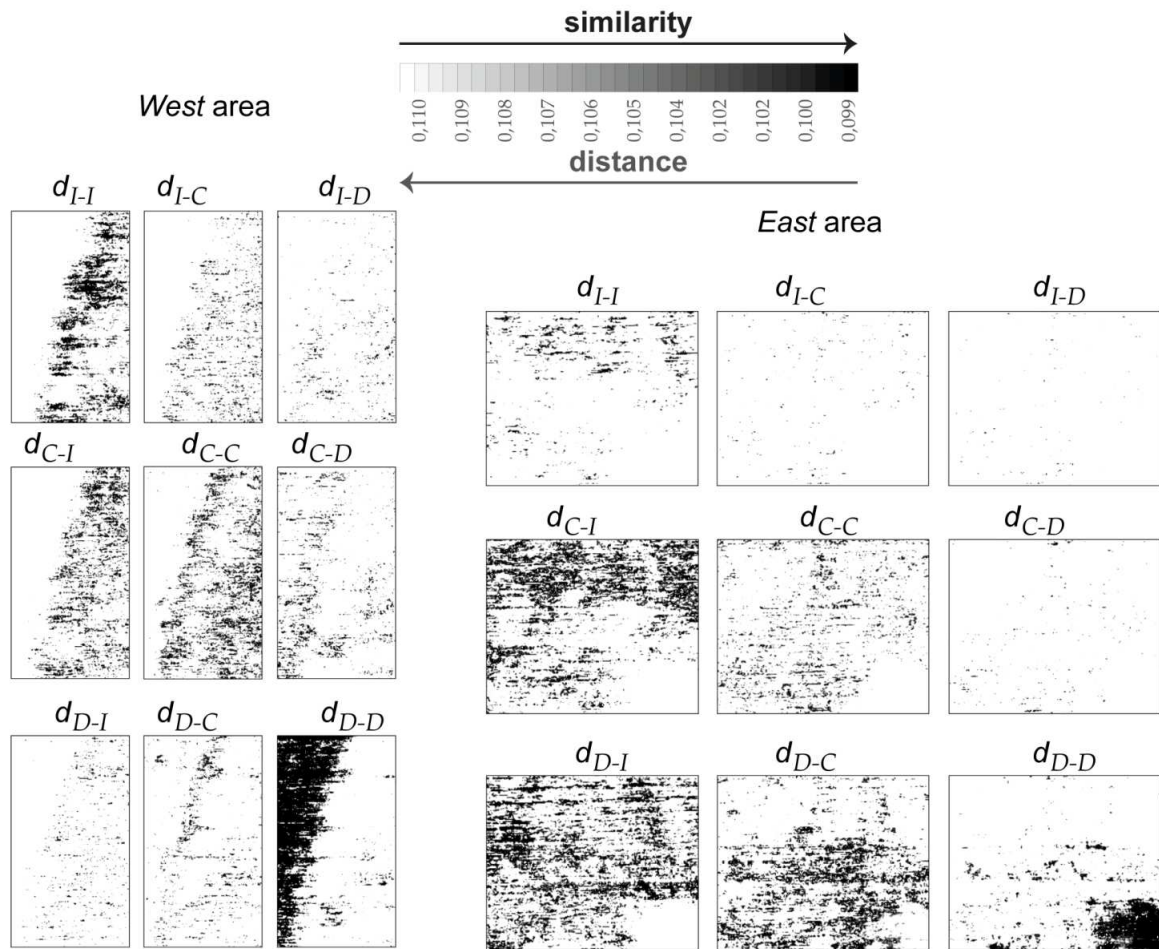 similarity
0,110 0,109 0,108 0,107 0,106 0,105 0,104 0,102 0,102 0,100 0,099
distance
West area
d_{I-I} d_{I-C} d_{I-D}
d_{C-I} d_{C-C} d_{C-D}
d_{D-I} d_{D-C} d_{D-D}
East area
d_{I-I} d_{I-C} d_{I-D}
d_{C-I} d_{C-C} d_{C-D}
d_{D-I} d_{D-C} d_{D-D}